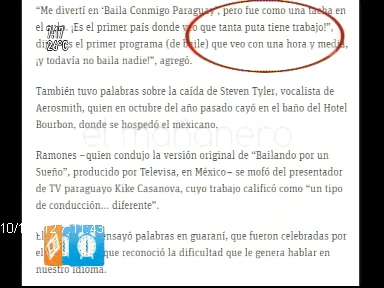 “Me divertí en ‘Baila Conmigo Paraguay’, pero fue como una tacha en
el culo. ¡Es el primer país donde veo que tanta puta tiene trabajo!”,
7:17
26°C
es el primer programa (de baile) que veo con una hora y media,
¡y todavía no baila nadie!”, agregó.
También tuvo palabras sobre la caída de Steven Tyler, vocalista de
Aerosmith, quien en octubre del año pasado cayó en el baño del Hotel
Bourbon, donde se hospedó el mexicano.
el mañanero
Ramones –quien condujo la versión original de “Bailando por un
Sueño”, producido por Televisa, en México– se mofó del presentador
de TV paraguayo Kike Casanova, cuyo trabajo calificó como “un tipo
de conducción... diferente”.
ensayó palabras en guaraní, que fueron celebradas por
que reconoció la dificultad que le genera hablar en
nuestro idioma.